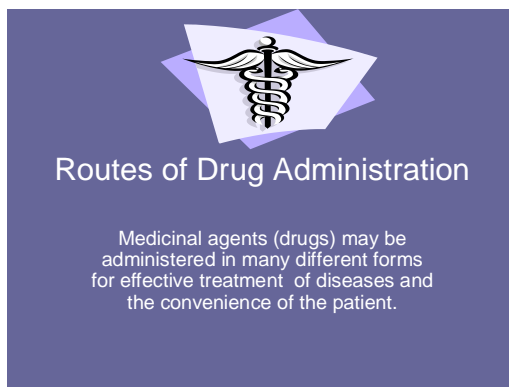 Routes of Drug Administration
Medicinal agents (drugs) may be
administered in many different forms
for effective treatment  of diseases and
the convenience of the patient.